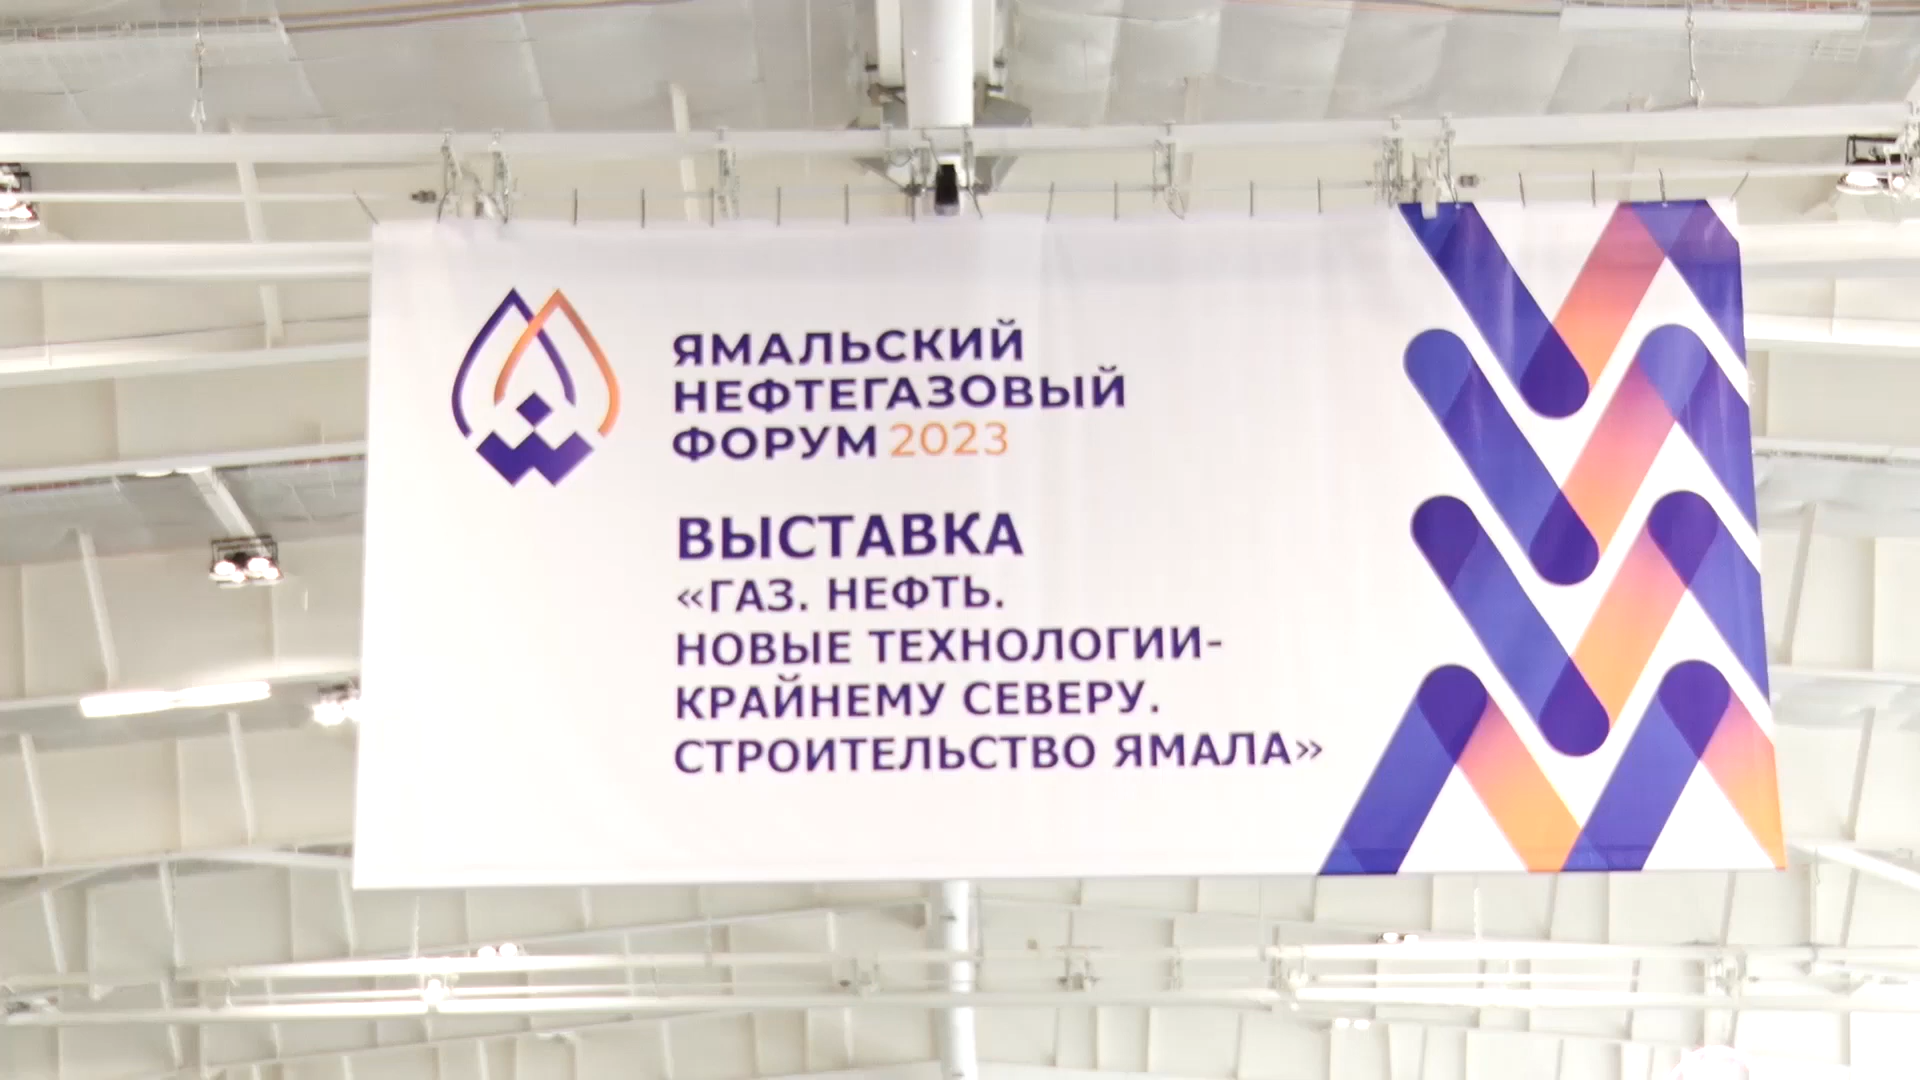 ЯМАЛЬСКИЙ
НЕФТЕГАЗОВЫЙ
ФОРУМ 2023
ВЫСТАВКА
«ГАЗ. НЕФТЬ.
НОВЫЕ ТЕХНОЛОГИИ-
КРАЙНЕМУ СЕВЕРУ.
СТРОИТЕЛЬСТВО ЯМАЛА»